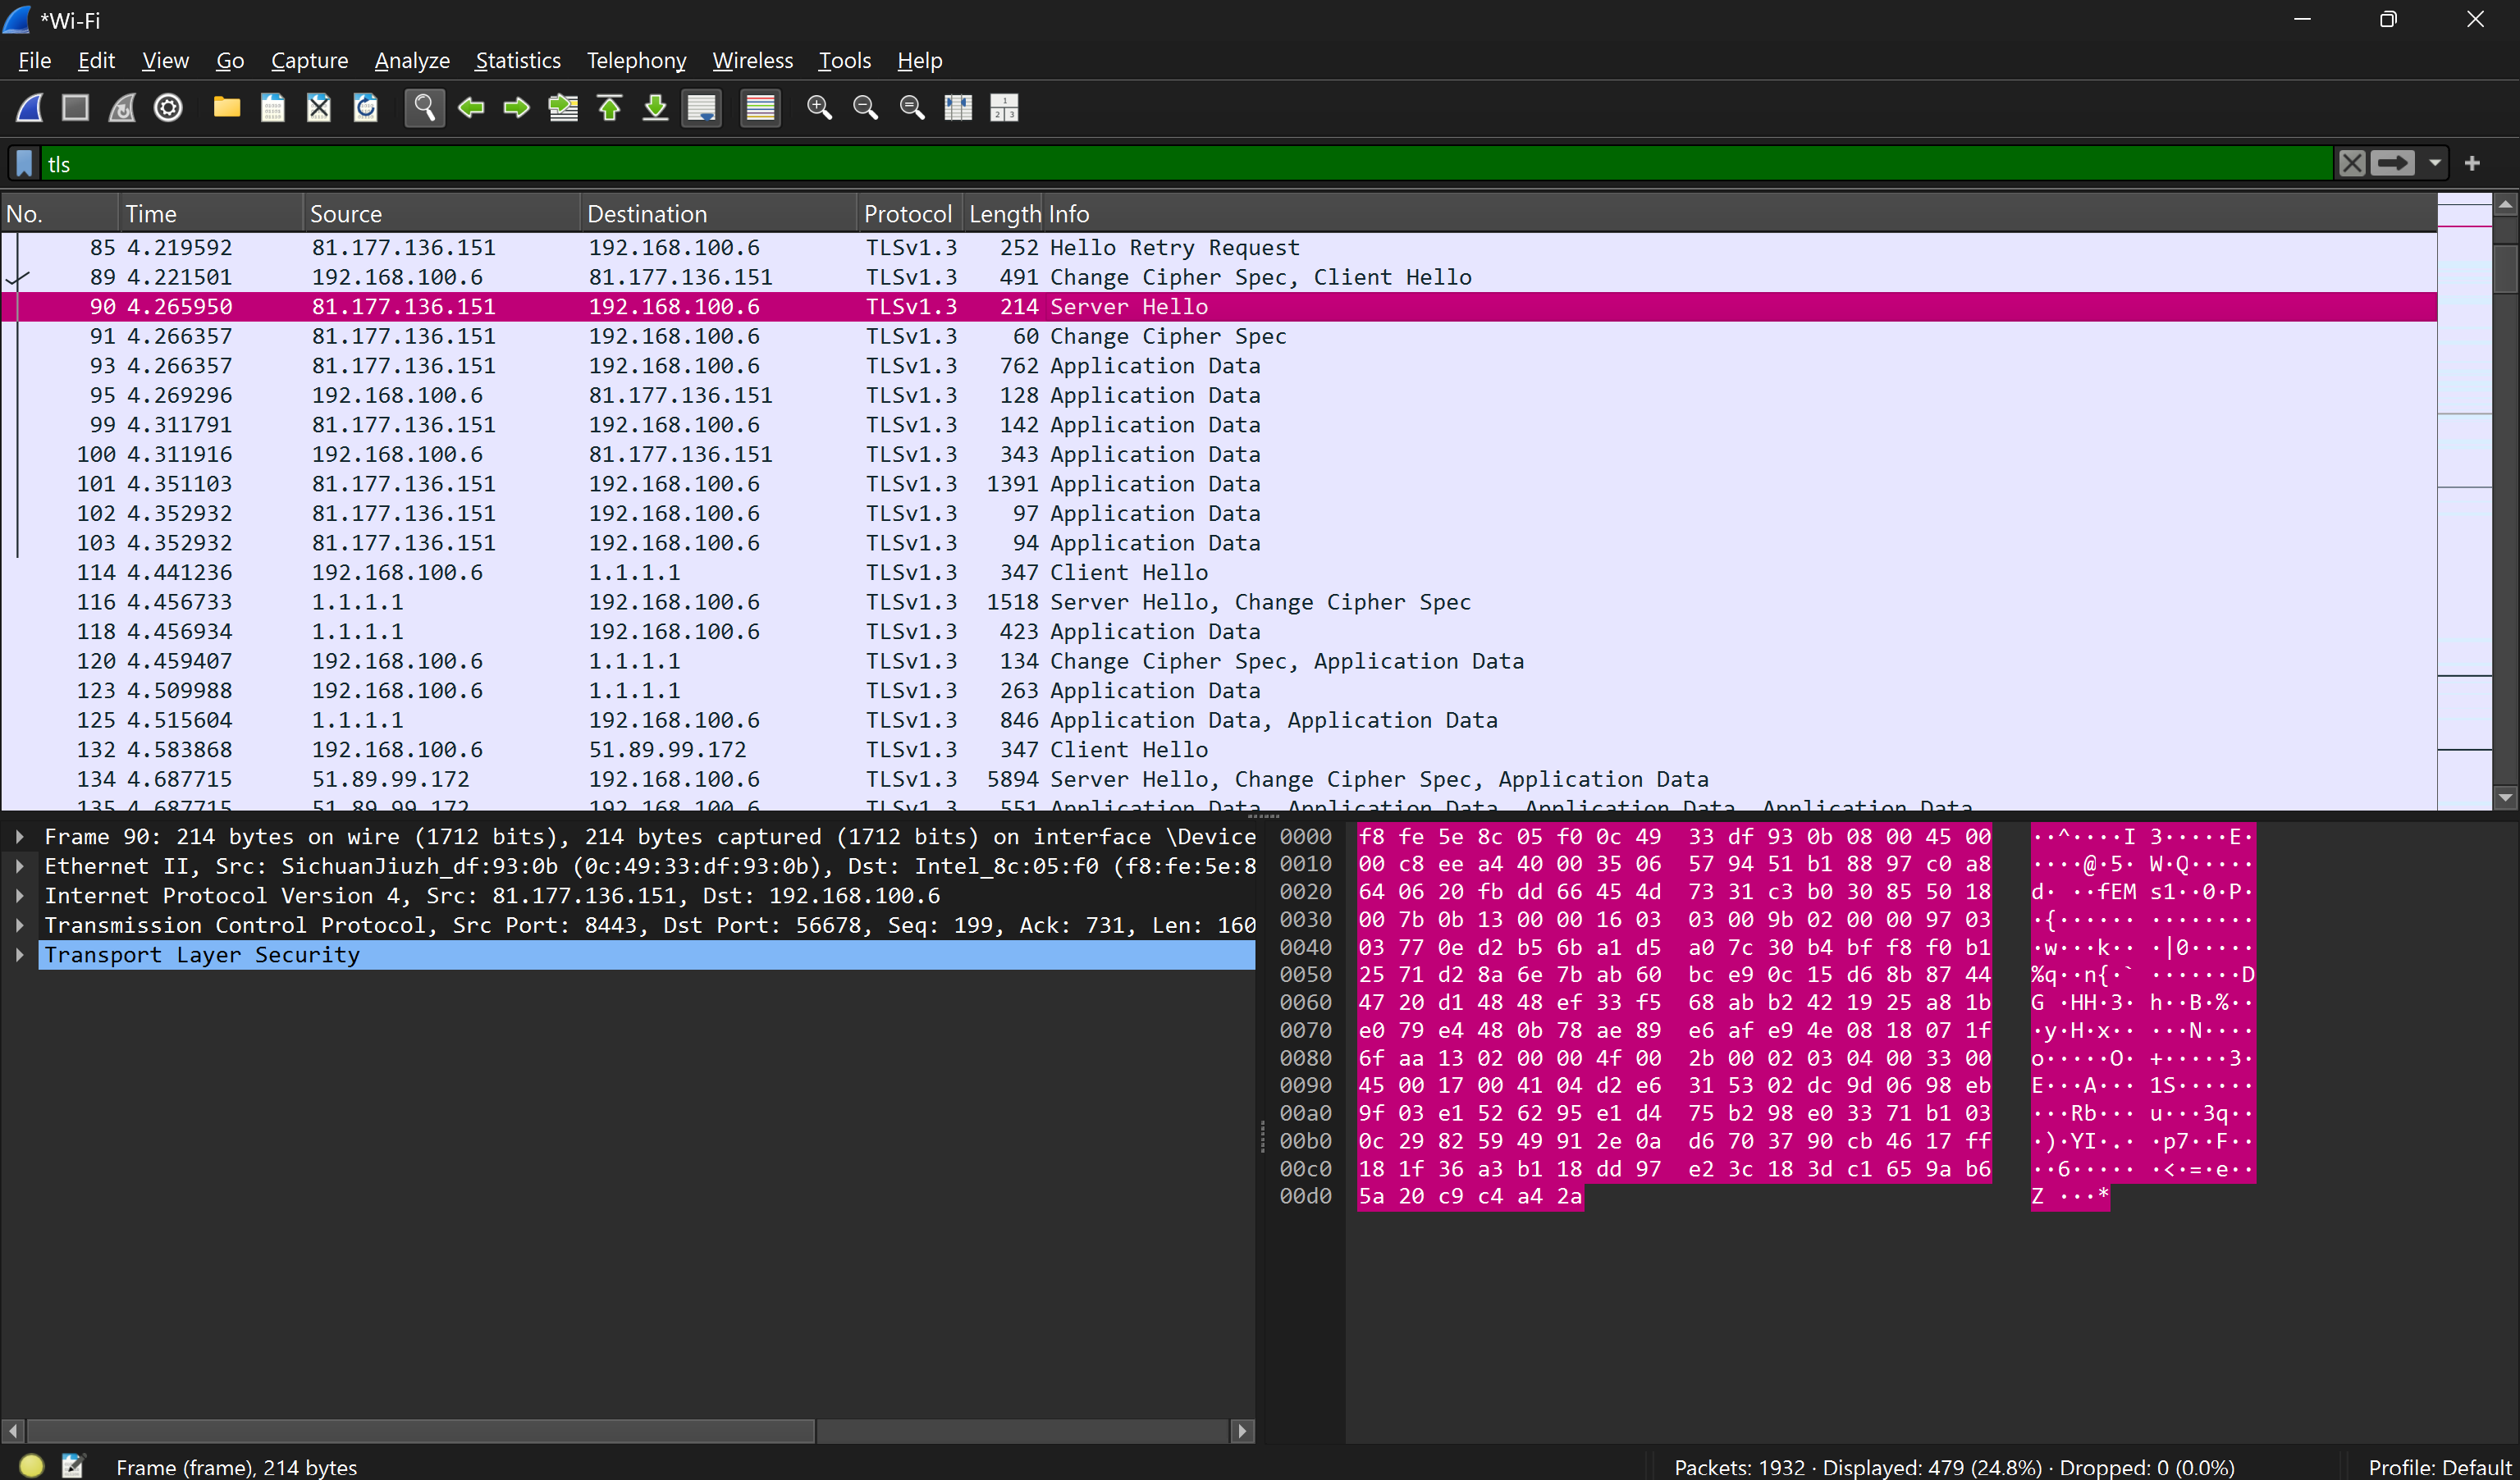 *Wi-Fi
File Edit View Go Capture Analyze Statistics Telephony Wireless Tools Help
tls
No. Time Source Destination Protocol Length Info
85 4.219592 81.177.136.151 192.168.100.6 TLSv1.3 252 Hello Retry Request
89 4.221501 192.168.100.6 81.177.136.151 TLSv1.3 491 Change Cipher Spec, Client Hello
90 4.265950 81.177.136.151 192.168.100.6 TLSv1.3 214 Server Hello
91 4.266357 81.177.136.151 192.168.100.6 TLSv1.3 60 Change Cipher Spec
93 4.266357 81.177.136.151 192.168.100.6 TLSv1.3 762 Application Data
95 4.269296 192.168.100.6 81.177.136.151 TLSv1.3 128 Application Data
99 4.311791 81.177.136.151 192.168.100.6 TLSv1.3 142 Application Data
100 4.311916 192.168.100.6 81.177.136.151 TLSv1.3 343 Application Data
101 4.351103 81.177.136.151 192.168.100.6 TLSv1.3 1391 Application Data
102 4.352932 81.177.136.151 192.168.100.6 TLSv1.3 97 Application Data
103 4.352932 81.177.136.151 192.168.100.6 TLSv1.3 94 Application Data
114 4.441236 192.168.100.6 1.1.1.1 TLSv1.3 347 Client Hello
116 4.456733 1.1.1.1 192.168.100.6 TLSv1.3 1518 Server Hello, Change Cipher Spec
118 4.456934 1.1.1.1 192.168.100.6 TLSv1.3 423 Application Data
120 4.459407 192.168.100.6 1.1.1.1 TLSv1.3 134 Change Cipher Spec, Application Data
123 4.509988 192.168.100.6 1.1.1.1 TLSv1.3 263 Application Data
125 4.515604 1.1.1.1 192.168.100.6 TLSv1.3 846 Application Data, Application Data
132 4.583868 192.168.100.6 51.89.99.172 TLSv1.3 347 Client Hello
134 4.687715 51.89.99.172 192.168.100.6 TLSv1.3 5894 Server Hello, Change Cipher Spec, Application Data
135 4.687715 51.89.99.172 192.168.100.6 TLSv1.3 551 Application Data, Application Data, Application Data, Application Data
Frame 90: 214 bytes on wire (1712 bits), 214 bytes captured (1712 bits) on interface \Device
Ethernet II, Src: SichuanJiuzh_df:93:0b (0c:49:33:df:93:0b), Dst: Intel_8c:05:f0 (f8:fe:5e:8
Internet Protocol Version 4, Src: 81.177.136.151, Dst: 192.168.100.6
Transmission Control Protocol, Src Port: 8443, Dst Port: 56678, Seq: 199, Ack: 731, Len: 160
Transport Layer Security
0000 f8 fe 5e 8c 05 f0 0c 49 33 df 93 0b 08 00 45 00 ··^····I 3·····E·
0010 00 c8 ee a4 40 00 35 06 57 94 51 b1 88 97 c0 a8 ····@·5· W·Q·····
0020 64 06 20 fb dd 66 45 4d 73 31 c3 b0 30 85 50 18 d· ··fEM s1··0·P·
0030 00 7b 0b 13 00 00 16 03 03 00 9b 02 00 00 97 03 ·{······ ········
0040 03 77 0e d2 b5 6b a1 d5 a0 7c 30 b4 bf f8 f0 b1 ·w···k·· ·|0·····
0050 25 71 d2 8a 6e 7b ab 60 bc e9 0c 15 d6 8b 87 44 %q··n{·` ·······D
0060 47 20 d1 48 48 ef 33 f5 68 ab b2 42 19 25 a8 1b G ·HH·3· h··B·%··
0070 e0 79 e4 48 0b 78 ae 89 e6 af e9 4e 08 18 07 1f ·y·H·x·· ···N····
0080 6f aa 13 02 00 00 4f 00 2b 00 02 03 04 00 33 00 o·····O· +·····3·
0090 45 00 17 00 41 04 d2 e6 31 53 02 dc 9d 06 98 eb E···A··· 1S······
00a0 9f 03 e1 52 62 95 e1 d4 75 b2 98 e0 33 71 b1 03 ···Rb··· u···3q··
00b0 0c 29 82 59 49 91 2e 0a d6 70 37 90 cb 46 17 ff ·)·YI·.· ·p7··F··
00c0 18 1f 36 a3 b1 18 dd 97 e2 3c 18 3d c1 65 9a b6 ··6····· ·<·=·e··
00d0 5a 20 c9 c4 a4 2a Z ···*
Frame (frame), 214 bytes
Packets: 1932 · Displayed: 479 (24.8%) · Dropped: 0 (0.0%)
Profile: Default